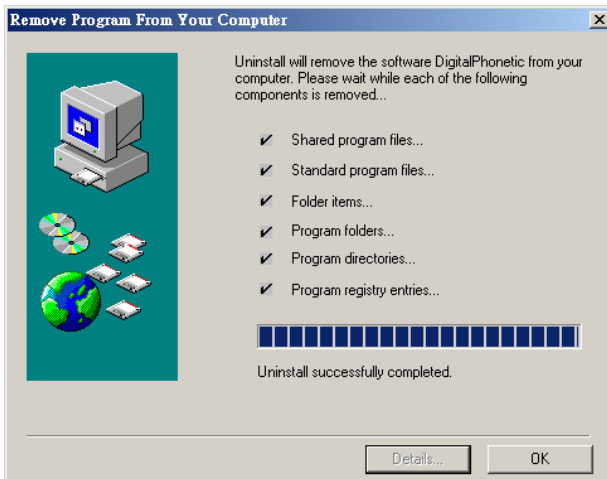 Remove Program From Your Computer
Uninstall will remove the software DigitalPhonetic from your
computer. Please wait while each of the following
components is removed...
Shared program files...
Standard program files...
Folder items...
Program folders...
Program directories...
Program registry entries...
Uninstall successfully completed.
Details...
OK